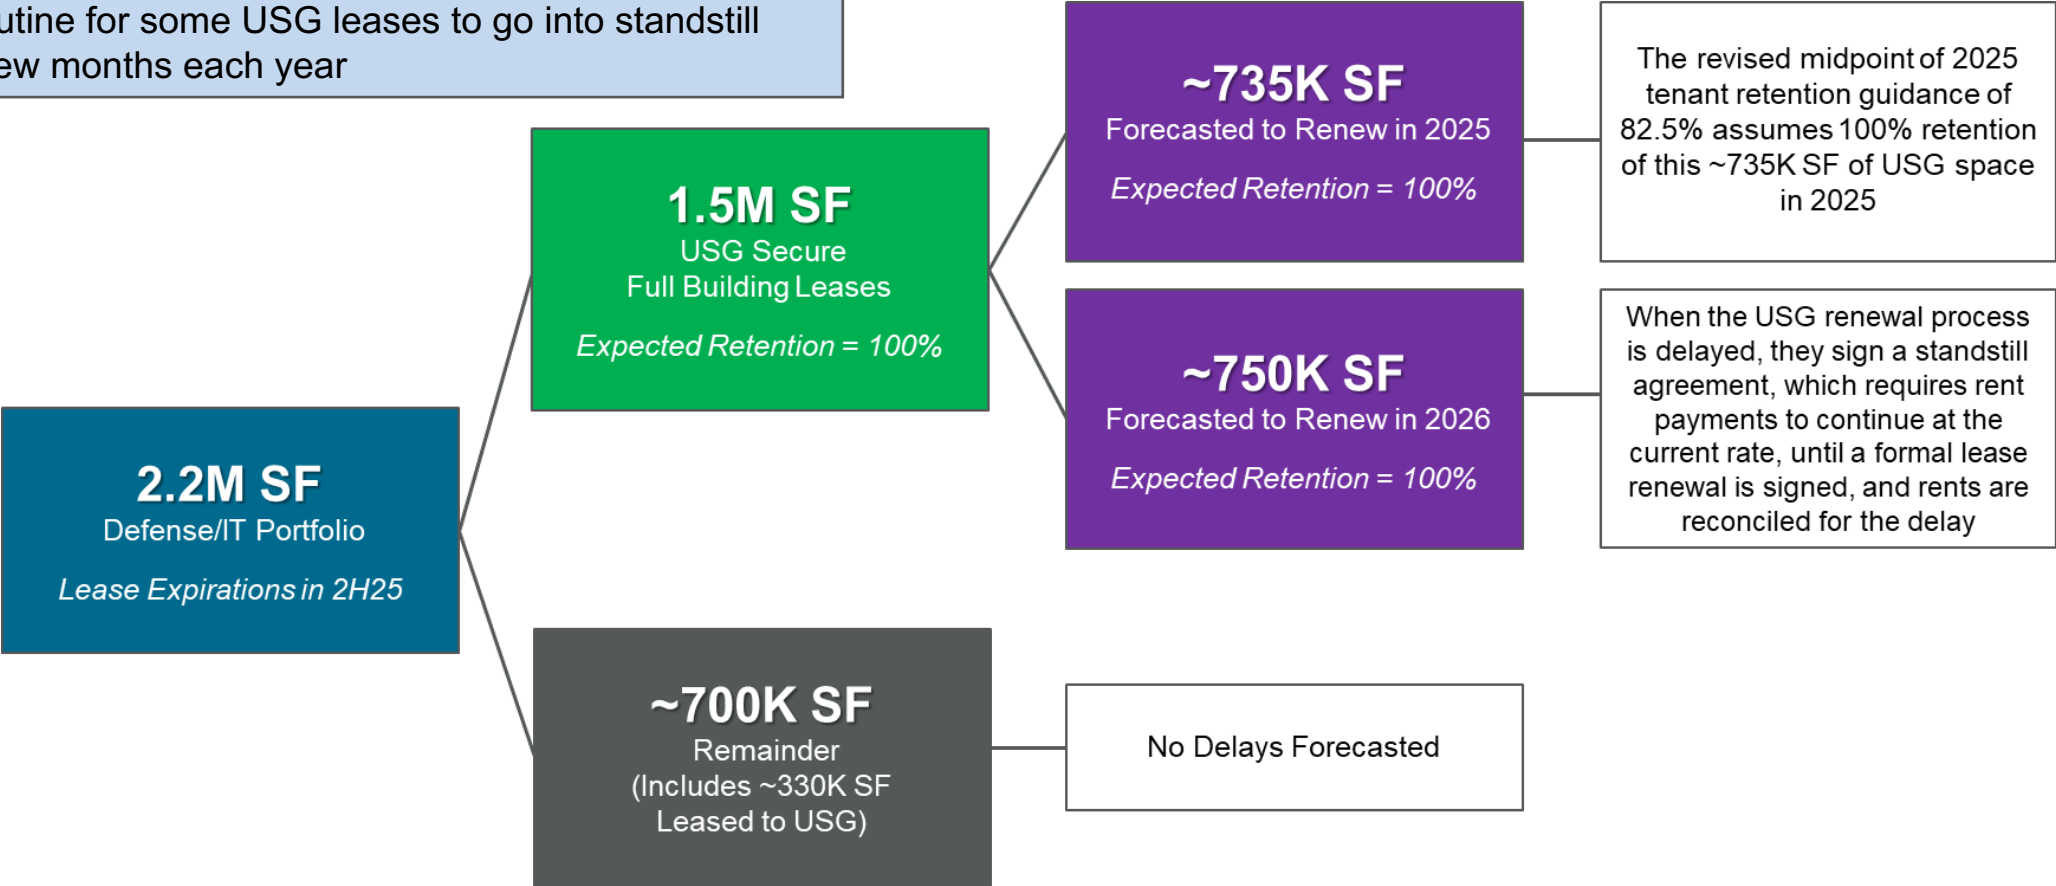 utine for some USG leases to go into standstill
ew months each year
~735K SF
Forecasted to Renew in 2025
Expected Retention = 100%
The revised midpoint of 2025
tenant retention guidance of
82.5% assumes 100% retention
of this ~735K SF of USG space
in 2025
1.5M SF
USG Secure
Full Building Leases
Expected Retention = 100%
~750K SF
Forecasted to Renew in 2026
Expected Retention = 100%
When the USG renewal process
is delayed, they sign a standstill
agreement, which requires rent
payments to continue at the
current rate, until a formal lease
renewal is signed, and rents are
reconciled for the delay
2.2M SF
Defense/IT Portfolio
Lease Expirations in 2H25
~700K SF
Remainder
(Includes ~330K SF
Leased to USG)
No Delays Forecasted